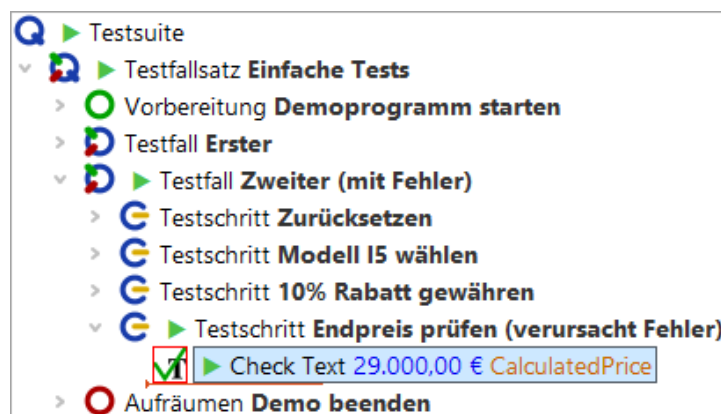 Testsuite
Testfallsatz Einfache Tests
Vorbereitung Demoprogramm starten
Testfall Erster
Testfall Zweiter (mit Fehler)
Testschritt Zurücksetzen
Testschritt Modell I5 wählen
Testschritt 10% Rabatt gewähren
Testschritt Endpreis prüfen (verursacht Fehler)
Check Text 29.000,00 € CalculatedPrice
Aufräumen Demo beenden